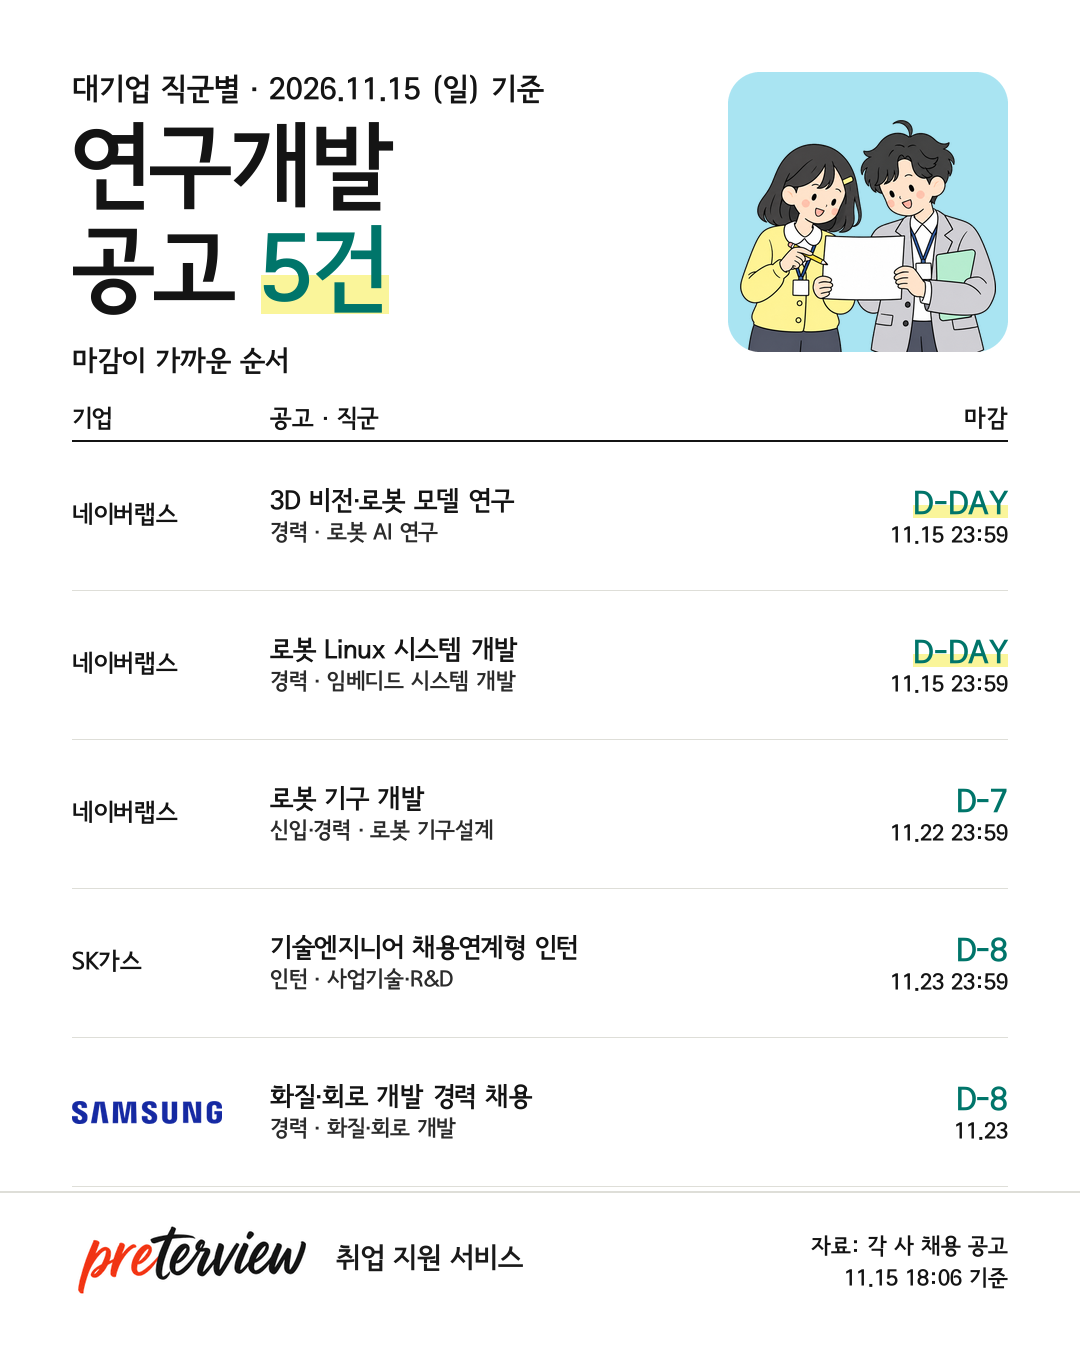 대기업 직군별 · 2026.11.15 (일) 기준
연구개발
공고 5건
마감이 가까운 순서
기업 공고 · 직군 마감
네이버랩스
3D 비전·로봇 모델 연구
경력 · 로봇 AI 연구
D-DAY
11.15 23:59
네이버랩스
로봇 Linux 시스템 개발
경력 · 임베디드 시스템 개발
D-DAY
11.15 23:59
네이버랩스
로봇 기구 개발
신입·경력 · 로봇 기구설계
D-7
11.22 23:59
SK가스
기술엔지니어 채용연계형 인턴
인턴 · 사업기술·R&D
D-8
11.23 23:59
SAMSUNG
화질·회로 개발 경력 채용
경력 · 화질·회로 개발
D-8
11.23
preterview 취업 지원 서비스
자료: 각 사 채용 공고
11.15 18:06 기준